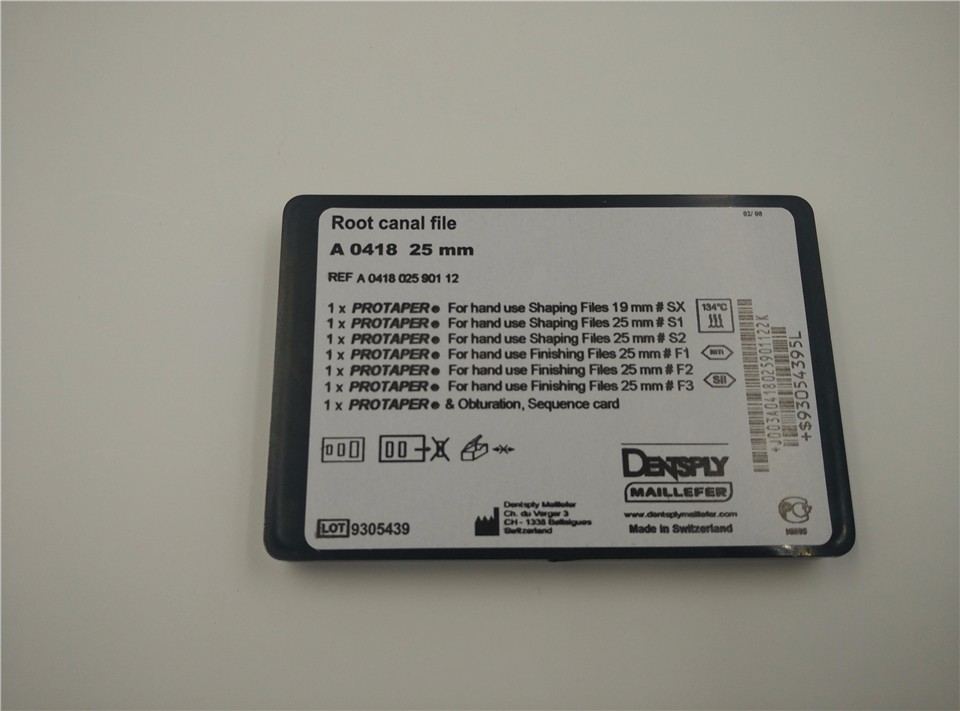 Root canal file
02/ 08
A 0418 25 mm
REF A 0418 025 901 12
1 x PROTAPER® For hand use Shaping Files 19 mm # SX
1 x PROTAPER® For hand use Shaping Files 25 mm # S1
1 x PROTAPER® For hand use Shaping Files 25 mm # S2
1 x PROTAPER® For hand use Finishing Files 25 mm # F1
1 x PROTAPER® For hand use Finishing Files 25 mm # F2
1 x PROTAPER® For hand use Finishing Files 25 mm # F3
1 x PROTAPER® & Obturation, Sequence card
134°C
NiTi
Sil
+J003A0418025901122K
+$93054395L
DENTSPLY
MAILLEFER
www.dentsplymaillefer.com
Made in Switzerland
Dentsply Maillefer
Ch. du Verger 3
CH - 1338 Ballaigues
Switzerland
LOT 9305439